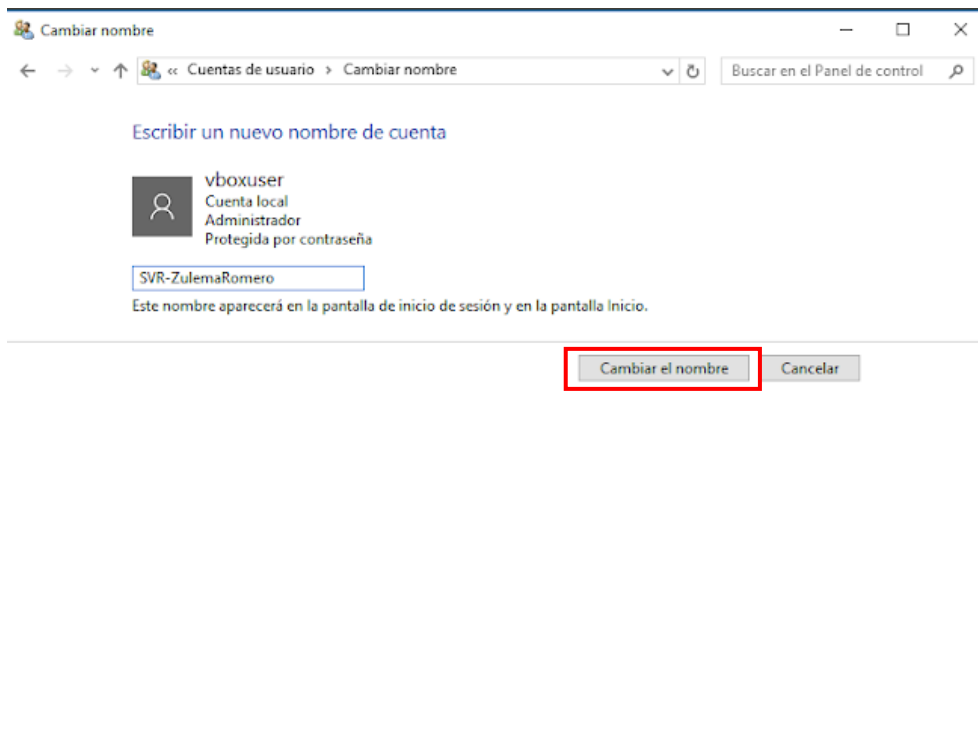 Cambiar nombre
« Cuentas de usuario › Cambiar nombre
Buscar en el Panel de control
Escribir un nuevo nombre de cuenta
vboxuser
Cuenta local
Administrador
Protegida por contraseña
SVR-ZulemaRomero
Este nombre aparecerá en la pantalla de inicio de sesión y en la pantalla Inicio.
Cambiar el nombre
Cancelar